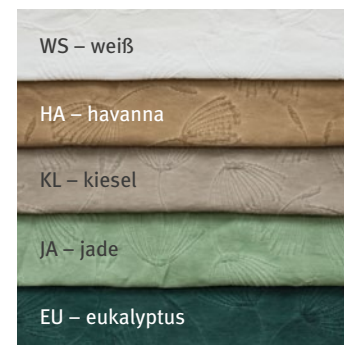 WS – weiß
HA – havanna
KL – kiesel
JA – jade
EU – eukalyptus